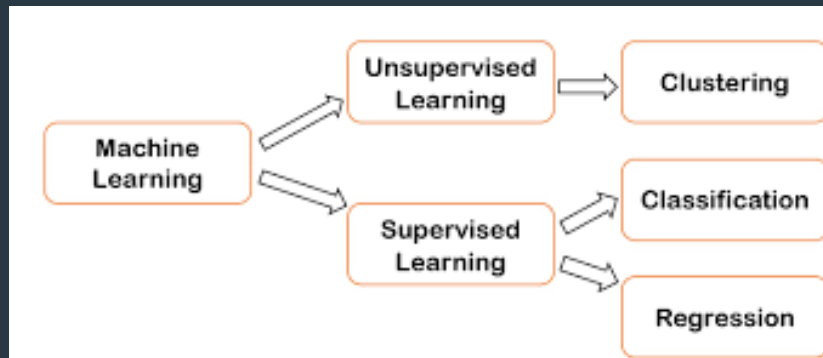 Machine
Learning
Unsupervised
Learning
Clustering
Supervised
Learning
Classification
Regression